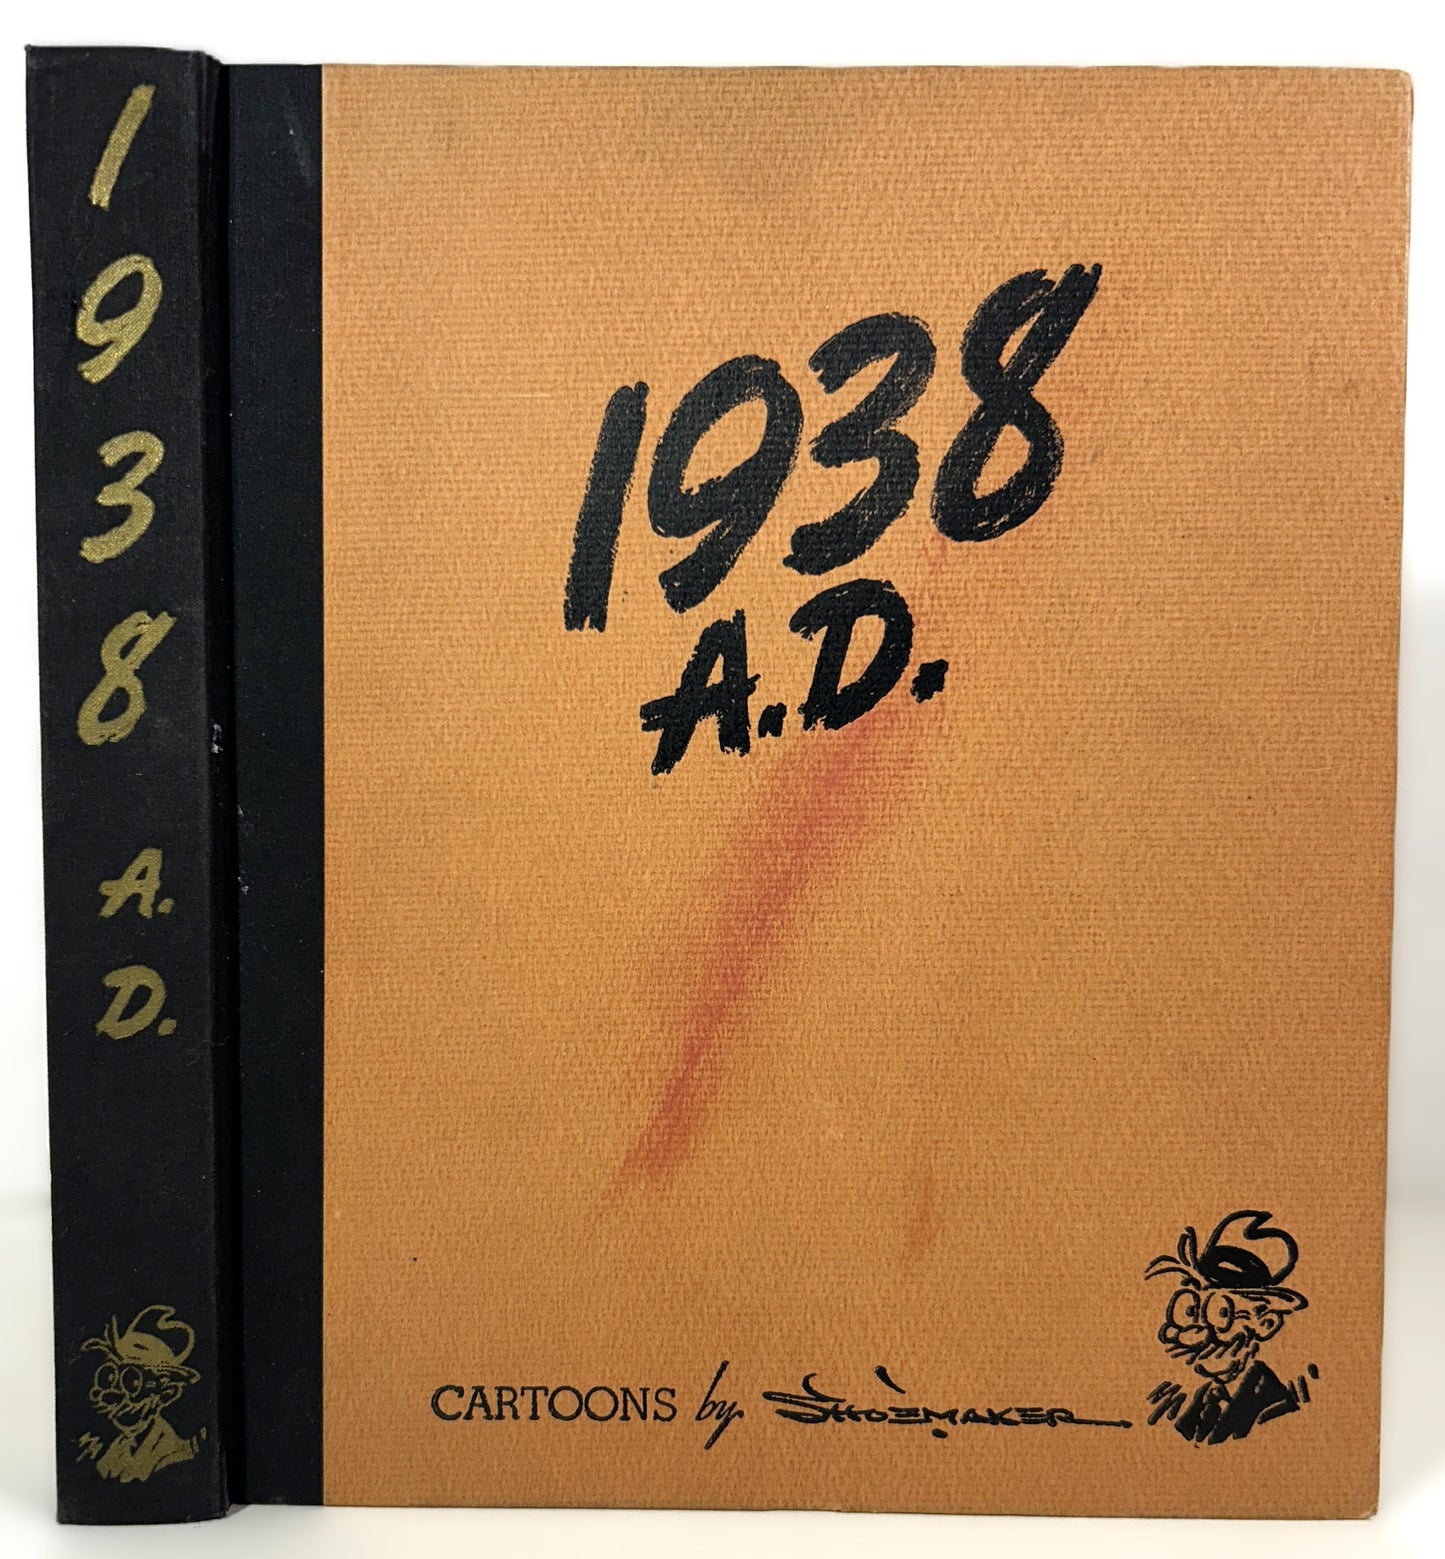 1
9
3
8
A.
D.
1938
A.D.
CARTOONS by SHOEMAKER